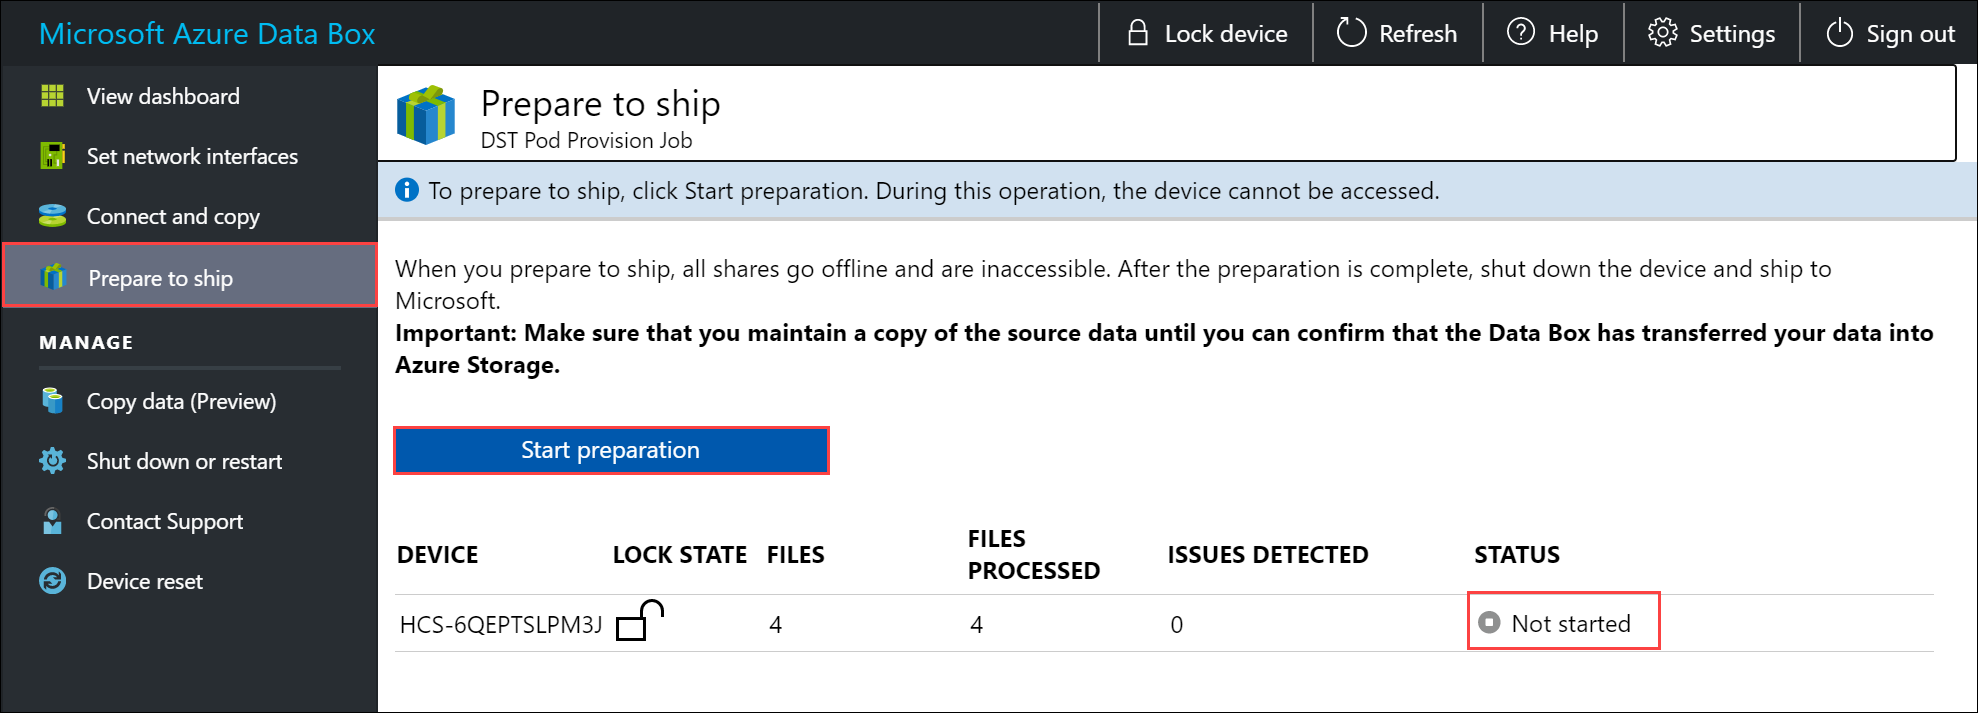 Microsoft Azure Data Box
Lock device
Refresh
Help
Settings
Sign out
View dashboard
Set network interfaces
Connect and copy
Prepare to ship
MANAGE
Copy data (Preview)
Shut down or restart
Contact Support
Device reset
Prepare to ship
DST Pod Provision Job
To prepare to ship, click Start preparation. During this operation, the device cannot be accessed.
When you prepare to ship, all shares go offline and are inaccessible. After the preparation is complete, shut down the device and ship to
Microsoft.
Important: Make sure that you maintain a copy of the source data until you can confirm that the Data Box has transferred your data into
Azure Storage.
Start preparation
DEVICE LOCK STATE FILES FILES PROCESSED ISSUES DETECTED STATUS
HCS-6QEPTSLPM3J 4 4 0 Not started